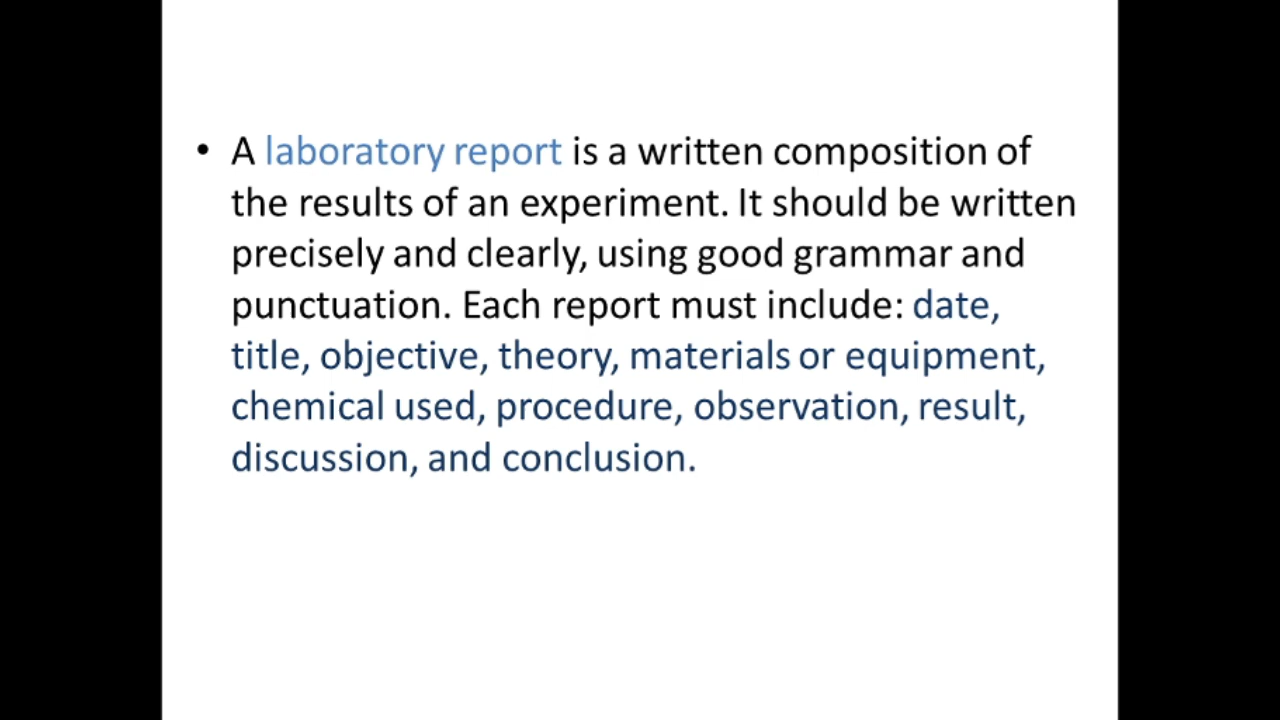 • A laboratory report is a written composition of
the results of an experiment. It should be written
precisely and clearly, using good grammar and
punctuation. Each report must include: date,
title, objective, theory, materials or equipment,
chemical used, procedure, observation, result,
discussion, and conclusion.